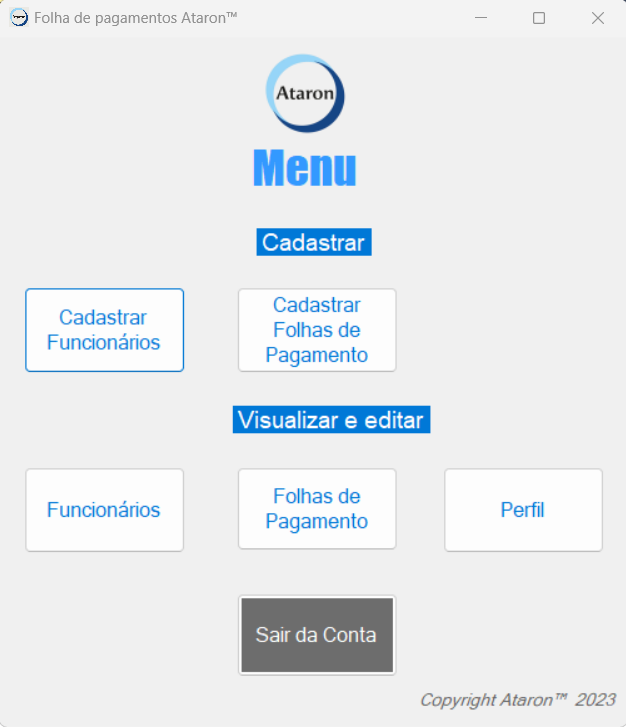 Folha de pagamentos Ataron™
Ataron
Menu
Cadastrar
Cadastrar
Funcionários
Cadastrar
Folhas de
Pagamento
Visualizar e editar
Funcionários
Folhas de
Pagamento
Perfil
Sair da Conta
Copyright Ataron™ 2023